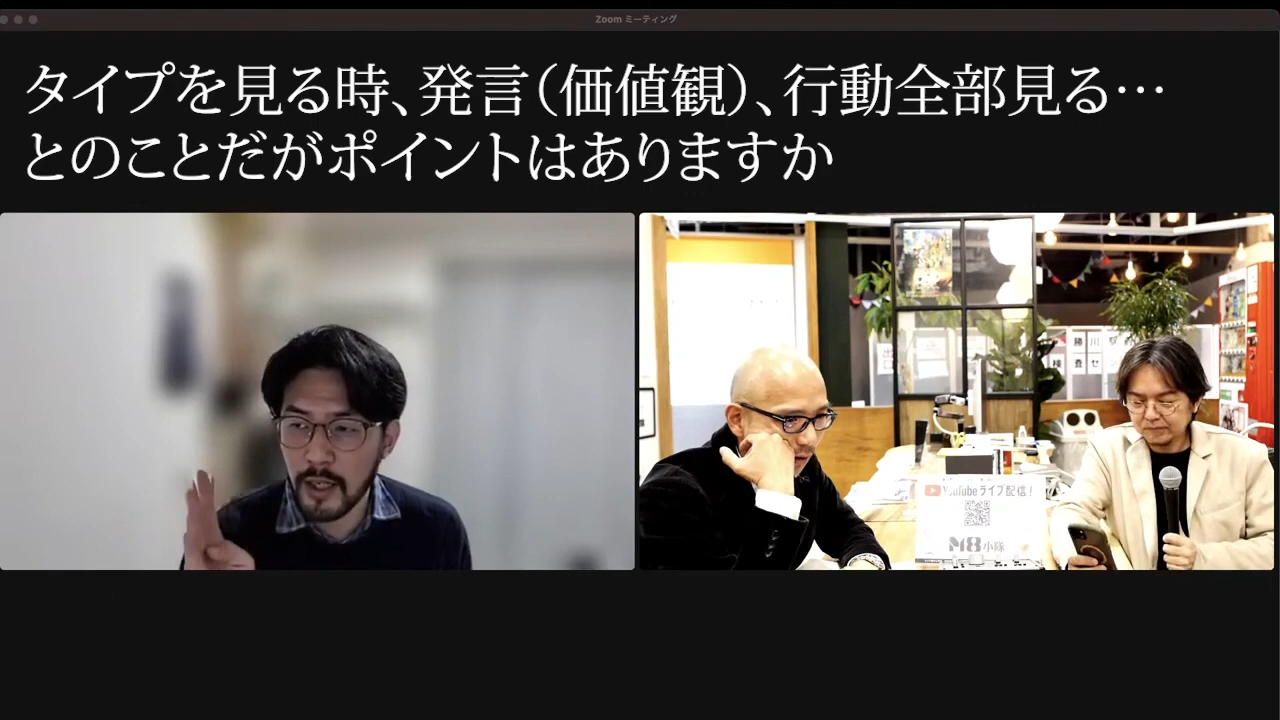 Zoom ミーティング
タイプを見る時、発言（価値観）、行動全部見る…
とのことだがポイントはありますか
YouTubeライブ配信！
M8小隊